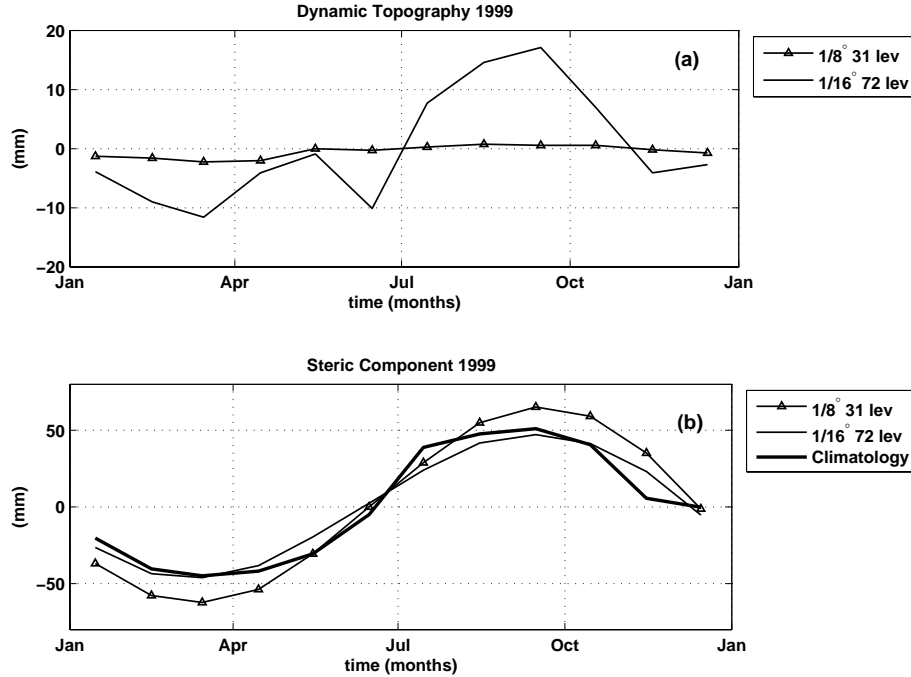 Dynamic Topography 1999
20
10
0
−10
−20
(mm)
(a)
Jan Apr Jul Oct Jan
time (months)
1/8° 31 lev
1/16° 72 lev
Steric Component 1999
50
0
−50
(mm)
(b)
Jan Apr Jul Oct Jan
time (months)
1/8° 31 lev
1/16° 72 lev
Climatology